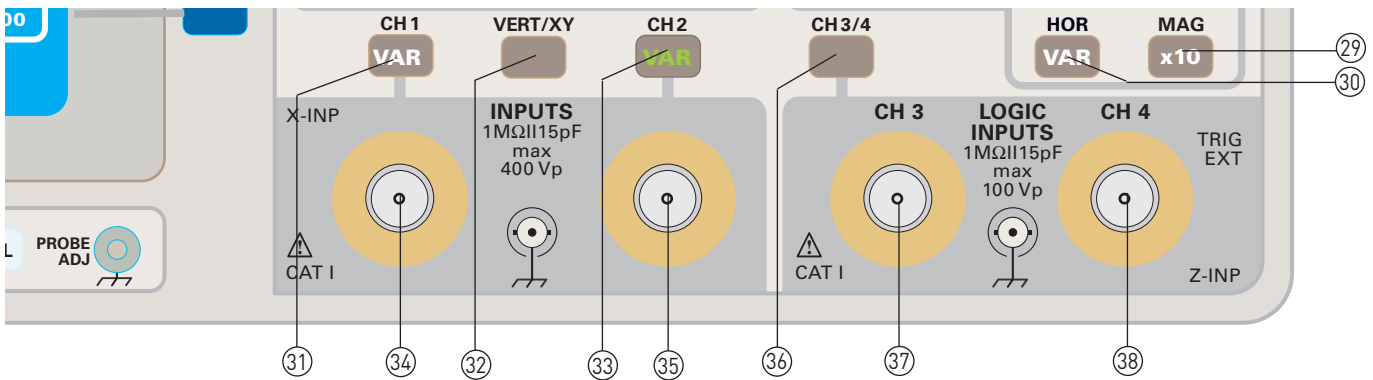 00
CH 1
VERT/XY
CH 2
CH 3/4
HOR
MAG
VAR
VAR
VAR
x10
29
30
X-INP
INPUTS
1MΩII15pF
max
400 Vp
CH 3
LOGIC
INPUTS
1MΩII15pF
max
100 Vp
CH 4
TRIG
EXT
L
PROBE
ADJ
CAT I
CAT I
Z-INP
31
34
32
33
35
36
37
38